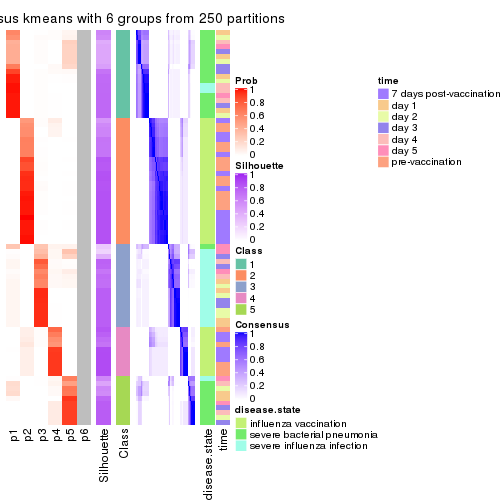 sus kmeans with 6 groups from 250 partitions
Prob
1
0.8
0.6
0.4
0.2
0
Silhouette
1
0.8
0.6
0.4
0.2
0
Class
1
2
3
4
5
Consensus
1
0.8
0.6
0.4
0.2
0
disease.state
influenza vaccination
severe bacterial pneumonia
severe influenza infection
time
7 days post-vaccination
day 1
day 2
day 3
day 4
day 5
pre-vaccination
p1
p2
p3
p4
p5
p6
Silhouette
Class
disease.state
time